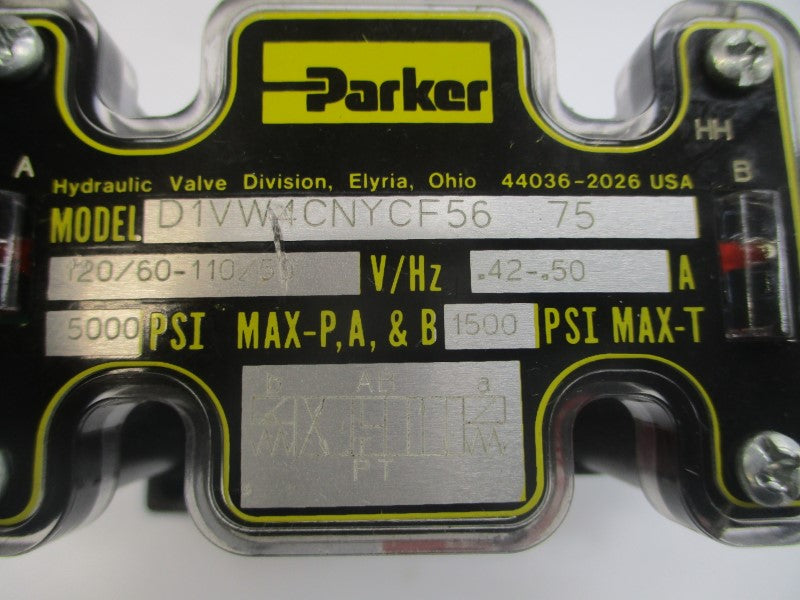 Parker
HH
A
B
Hydraulic Valve Division, Elyria, Ohio 44036-2026 USA
MODEL D1VW4CNYCF56 75
120/60-110/50 V/Hz .42-.50 A
5000 PSI MAX-P, A, & B 1500 PSI MAX-T
b AB a
PT